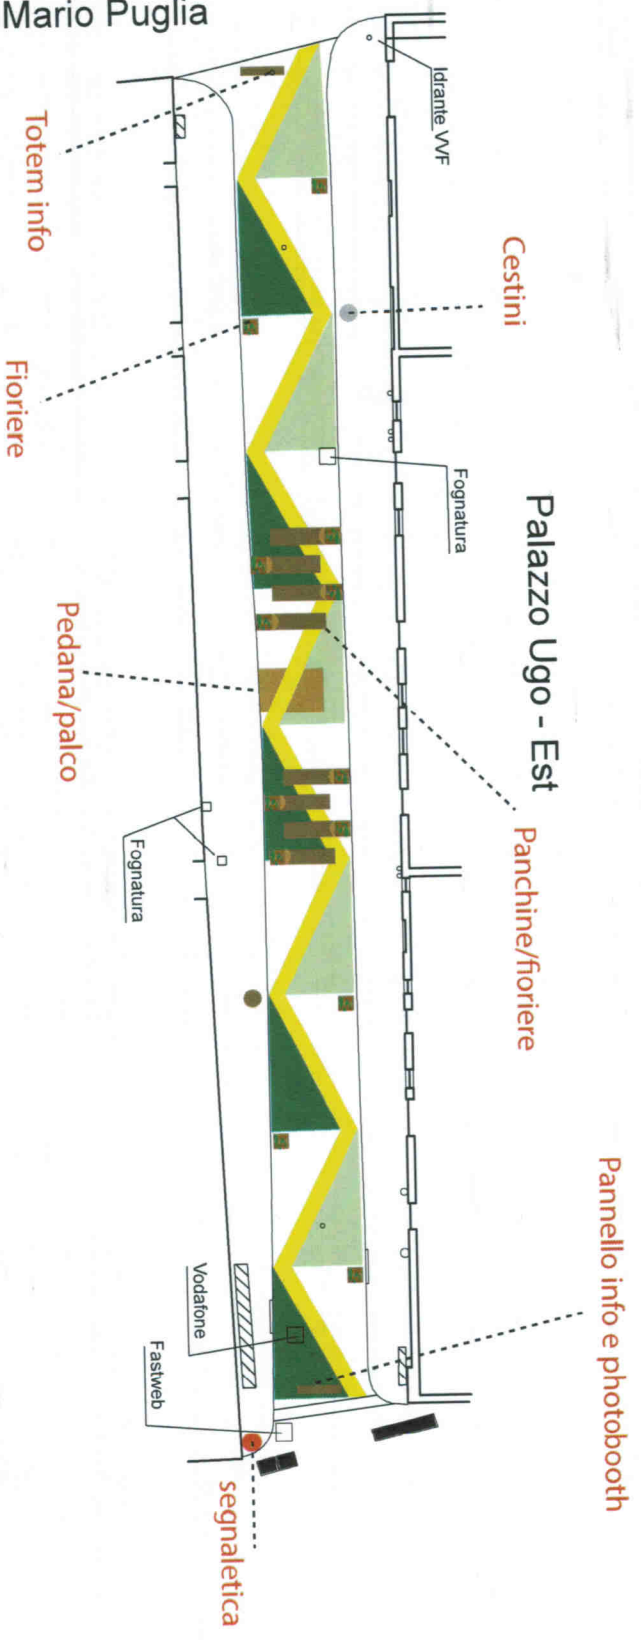 Mario Puglia
Idrante VVF
Totem info
Cestini
Fioriere
Fognatura
Palazzo Ugo - Est
Pedana/palco
Panchine/fioriere
Fognatura
Pannello info e photobooth
Vodafone
Fastweb
segnaletica